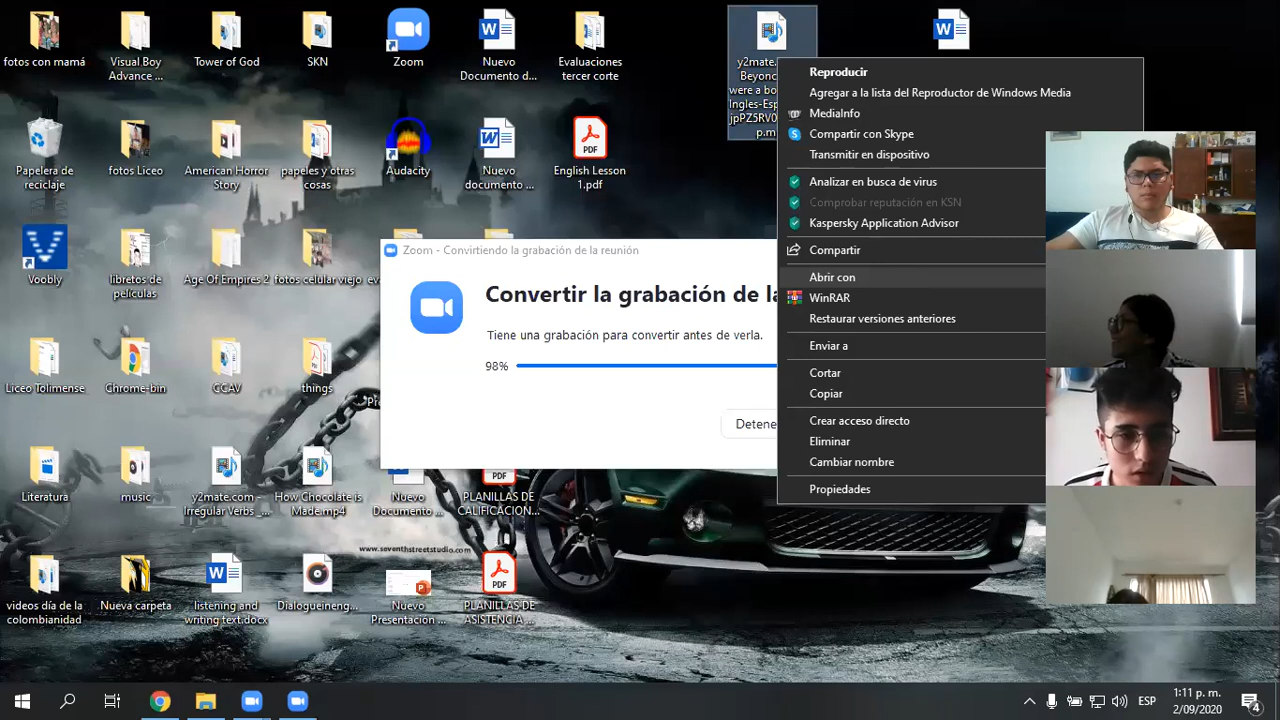 fotos con mamá
Visual Boy
Advance ...
Tower of God
SKN
Zoom
Nuevo
Documento d...
Evaluaciones
tercer corte
y2mate.
Beyonc
were a bo
Ingles-Esp
jpPZ5RV0
p.m
Papelera de
reciclaje
fotos Liceo
American Horror
Story
papeles y otras
cosas
Audacity
Nuevo
documento ...
PDF
English Lesson
1.pdf
Voobly
libretos de
películas
Age Of Empires 2
fotos celular viejo
Liceo Tolimense
Chrome-bin
CCAV
things
Literatura
music
y2mate.com -
Irregular Verbs _...
How Chocolate is
Made.mp4
Nuevo
Documento ...
PDF
PLANILLAS DE
CALIFICACION...
videos día de la
colombianidad
Nueva carpeta
listening and
writing text.docx
Dialogueineng...
Nuevo
Presentación ...
PDF
PLANILLAS DE
ASISTENCIA ...
www.seventhstreetstudio.com
Zoom - Convirtiendo la grabación de la reunión
Convertir la grabación de la
Tiene una grabación para convertir antes de verla.
98%
Detene
Reproducir
Agregar a la lista del Reproductor de Windows Media
MediaInfo
Compartir con Skype
Transmitir en dispositivo
Analizar en busca de virus
Comprobar reputación en KSN
Kaspersky Application Advisor
Compartir
Abrir con
WinRAR
Restaurar versiones anteriores
Enviar a
Cortar
Copiar
Crear acceso directo
Eliminar
Cambiar nombre
Propiedades
ESP
1:11 p. m.
2/09/2020
4